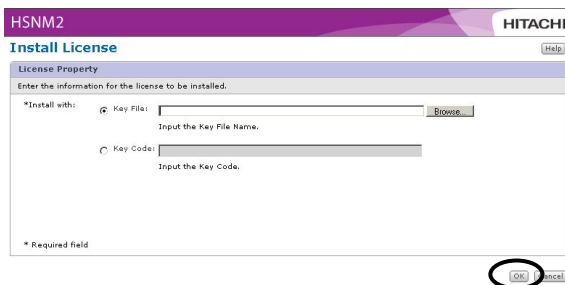 HSNM2
HITACHI
Install License
Help
License Property
Enter the information for the license to be installed.
*Install with:
Key File:
Browse...
Input the Key File Name.
Key Code:
Input the Key Code.
* Required field
OK
Cancel